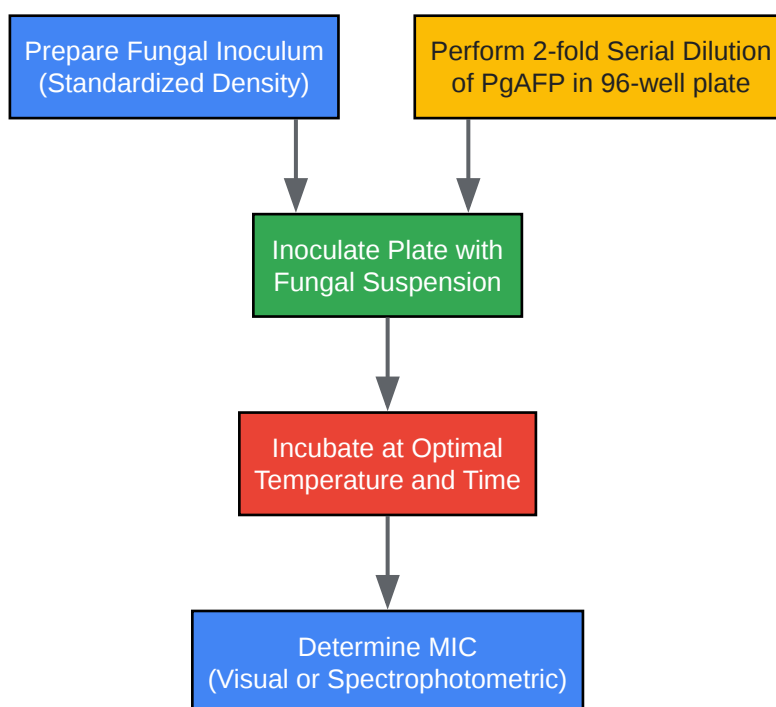 Prepare Fungal Inoculum
(Standardized Density)
Perform 2-fold Serial Dilution
of PgAFP in 96-well plate
Inoculate Plate with
Fungal Suspension
Incubate at Optimal
Temperature and Time
Determine MIC
(Visual or Spectrophotometric)